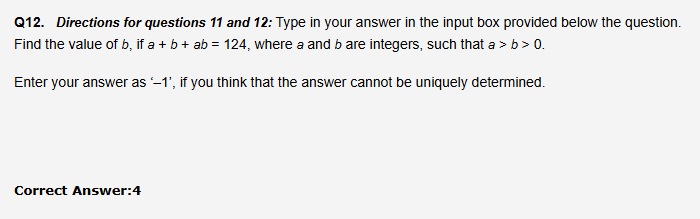 Q12. Directions for questions 11 and 12: Type in your answer in the input box provided below the question.
Find the value of b, if a + b + ab = 124, where a and b are integers, such that a > b > 0.
Enter your answer as ‘–1’, if you think that the answer cannot be uniquely determined.
Correct Answer:4